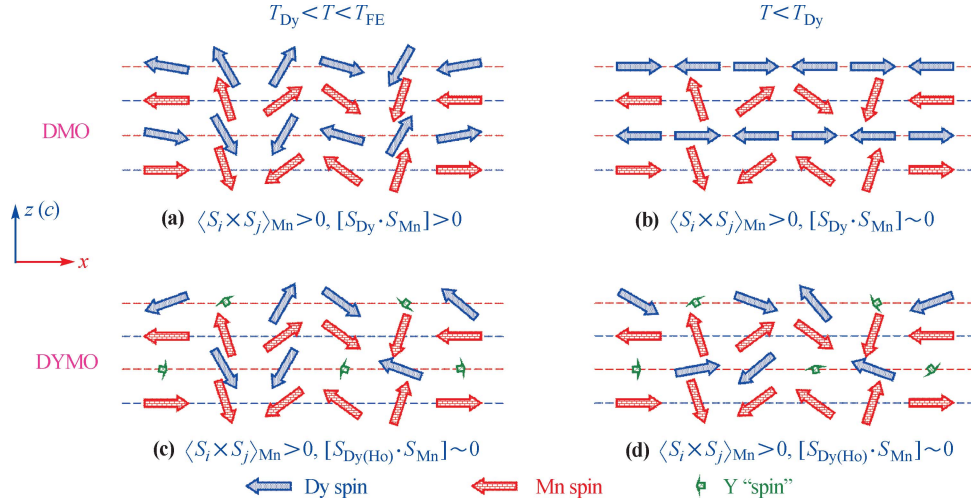 T_Dy < T < T_FE
T < T_Dy
DMO
(a) ⟨S_i × S_j⟩_Mn > 0, [S_Dy · S_Mn] > 0
(b) ⟨S_i × S_j⟩_Mn > 0, [S_Dy · S_Mn] ~ 0
z (c)
x
DYMO
(c) ⟨S_i × S_j⟩_Mn > 0, [S_Dy(Ho) · S_Mn] ~ 0
(d) ⟨S_i × S_j⟩_Mn > 0, [S_Dy(Ho) · S_Mn] ~ 0
Dy spin
Mn spin
Y “spin”